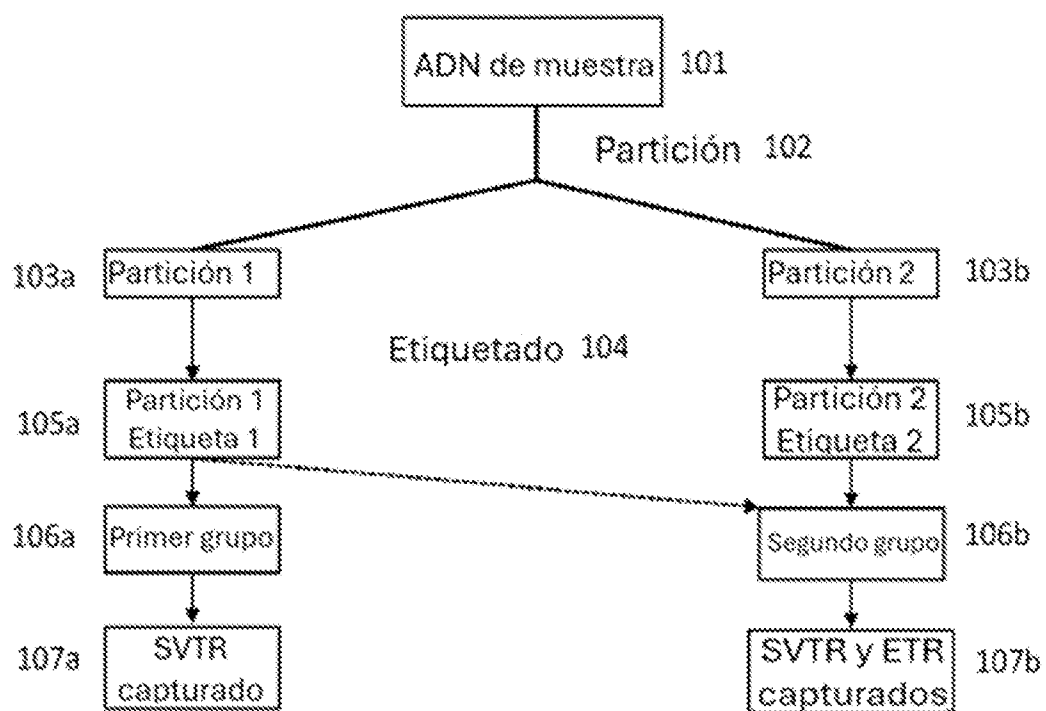 ADN de muestra 101
Partición 102
103a Partición 1
Partición 2 103b
Etiquetado 104
105a Partición 1
Etiqueta 1
Partición 2 105b
Etiqueta 2
106a Primer grupo
Segundo grupo 106b
107a SVTR
capturado
SVTR y ETR 107b
capturados